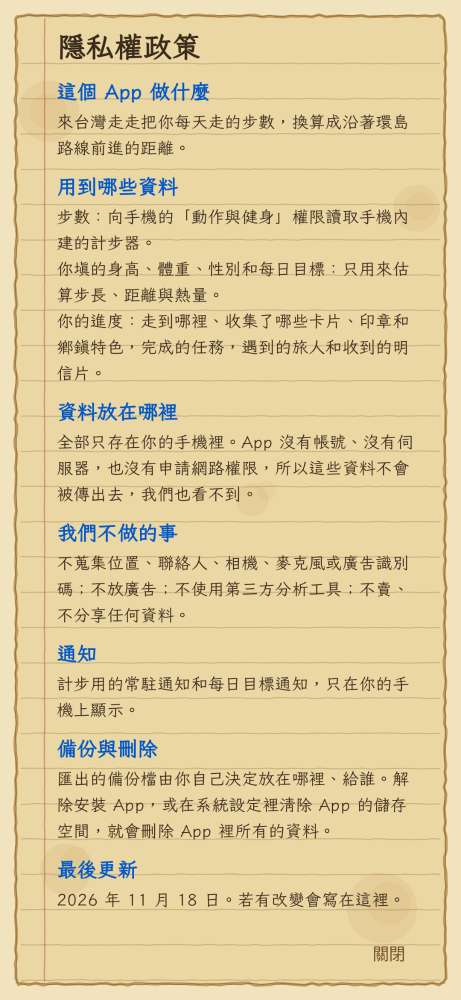 隱私權政策
這個 App 做什麼
來台灣走走把你每天走的步數，換算成沿著環島
路線前進的距離。
用到哪些資料
步數：向手機的「動作與健身」權限讀取手機內
建的計步器。
你填的身高、體重、性別和每日目標：只用來估
算步長、距離與熱量。
你的進度：走到哪裡、收集了哪些卡片、印章和
鄉鎮特色，完成的任務，遇到的旅人和收到的明
信片。
資料放在哪裡
全部只存在你的手機裡。App 沒有帳號、沒有伺
服器，也沒有申請網路權限，所以這些資料不會
被傳出去，我們也看不到。
我們不做的事
不蒐集位置、聯絡人、相機、麥克風或廣告識別
碼；不放廣告；不使用第三方分析工具；不賣、
不分享任何資料。
通知
計步用的常駐通知和每日目標通知，只在你的手
機上顯示。
備份與刪除
匯出的備份檔由你自己決定放在哪裡、給誰。解
除安裝 App，或在系統設定裡清除 App 的儲存
空間，就會刪除 App 裡所有的資料。
最後更新
2026 年 11 月 18 日。若有改變會寫在這裡。
關閉